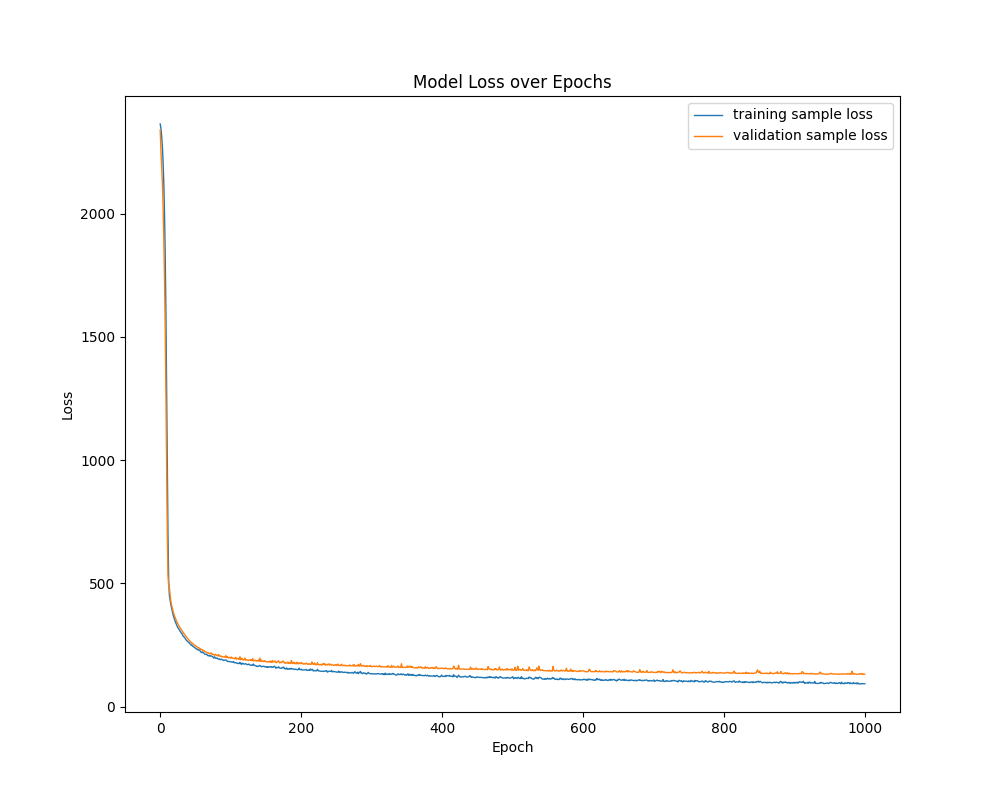 Model Loss over Epochs
training sample loss
validation sample loss
2000
1500
1000
500
0
Loss
0 200 400 600 800 1000
Epoch